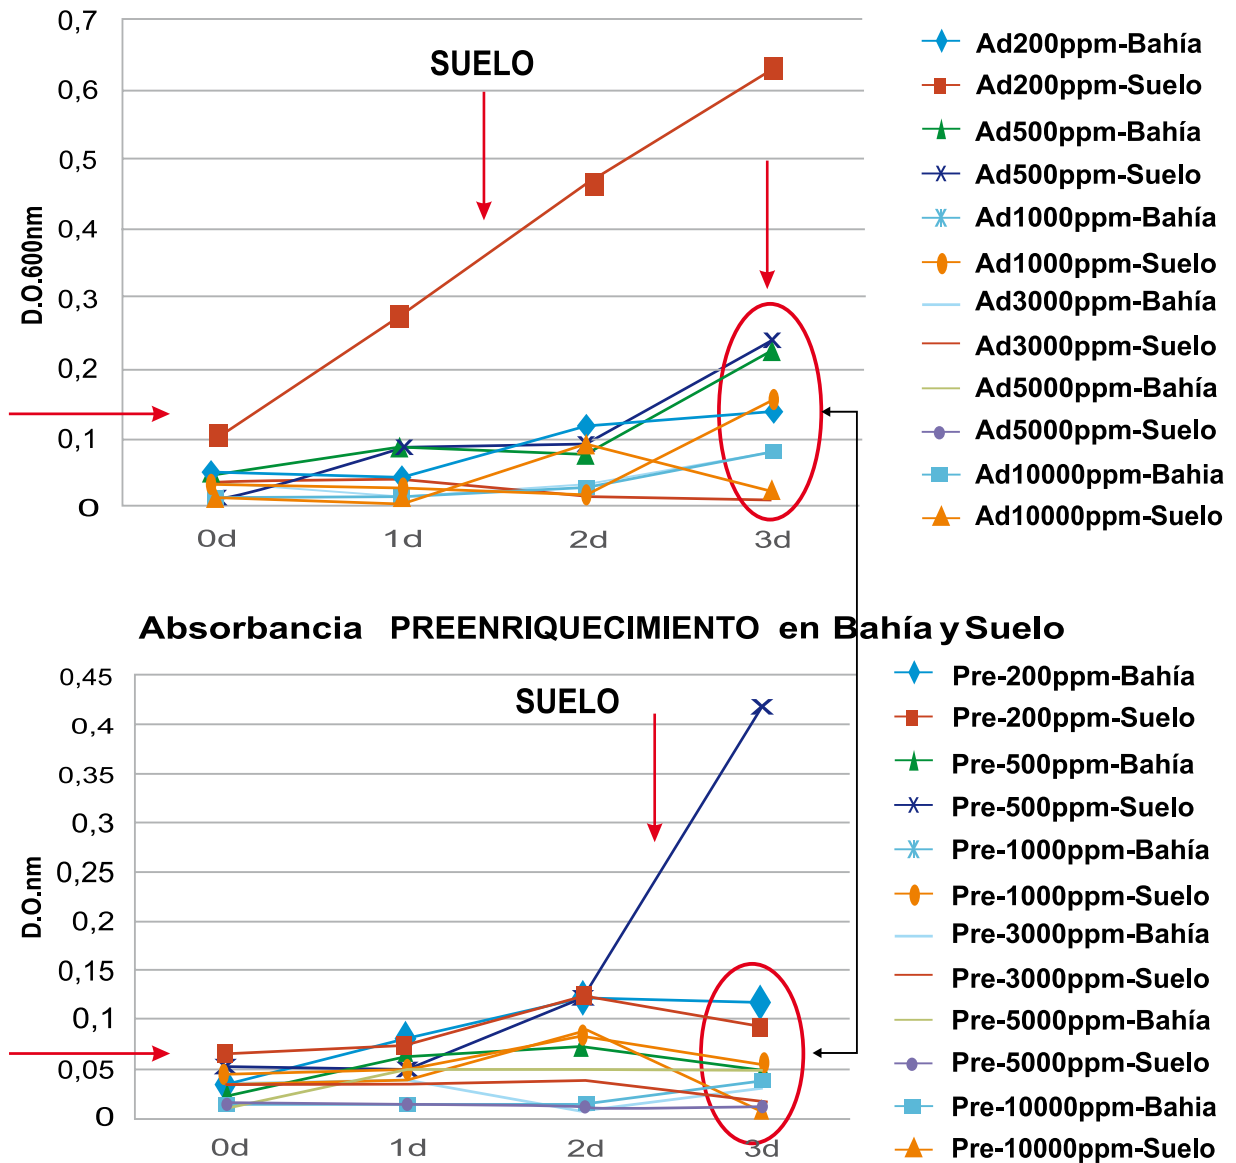 0,7
0,6
0,5
0,4
0,3
0,2
0,1
0
D.O.600nm
SUELO
0d 1d 2d 3d
Ad200ppm-Bahía
Ad200ppm-Suelo
Ad500ppm-Bahía
Ad500ppm-Suelo
Ad1000ppm-Bahía
Ad1000ppm-Suelo
Ad3000ppm-Bahía
Ad3000ppm-Suelo
Ad5000ppm-Bahía
Ad5000ppm-Suelo
Ad10000ppm-Bahia
Ad10000ppm-Suelo
Absorbancia PREENRIQUECIMIENTO en Bahía y Suelo
0,45
0,4
0,35
0,3
0,25
0,2
0,15
0,1
0,05
0
D.O.nm
SUELO
0d 1d 2d 3d
Pre-200ppm-Bahía
Pre-200ppm-Suelo
Pre-500ppm-Bahía
Pre-500ppm-Suelo
Pre-1000ppm-Bahía
Pre-1000ppm-Suelo
Pre-3000ppm-Bahía
Pre-3000ppm-Suelo
Pre-5000ppm-Bahía
Pre-5000ppm-Suelo
Pre-10000ppm-Bahia
Pre-10000ppm-Suelo